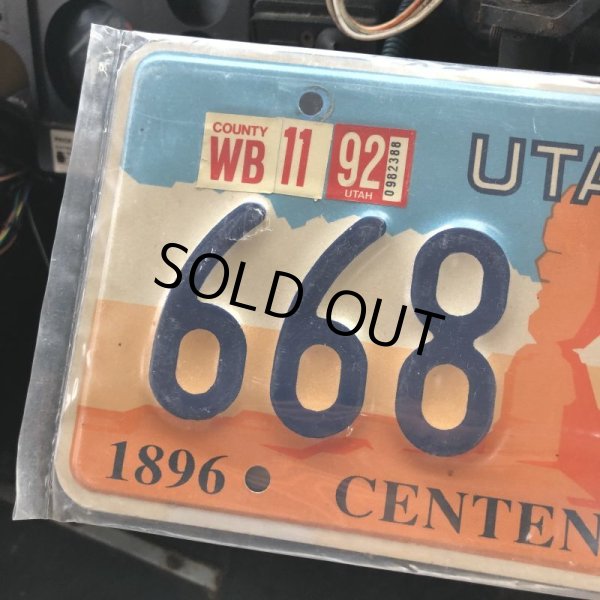 COUNTY
WB 11 92
UTAH
0982388
UTA
668
SOLD OUT
1896 CENTEN